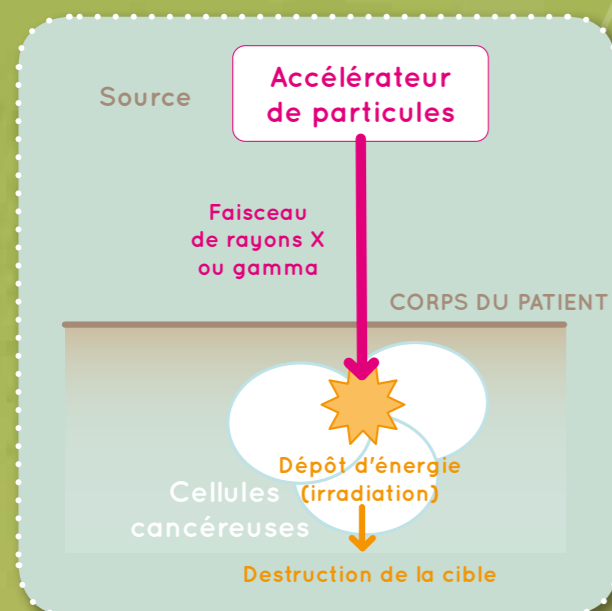 Source
Accélérateur
de particules
Faisceau
de rayons X
ou gamma
CORPS DU PATIENT
Dépôt d'énergie
(irradiation)
Cellules
cancéreuses
Destruction de la cible